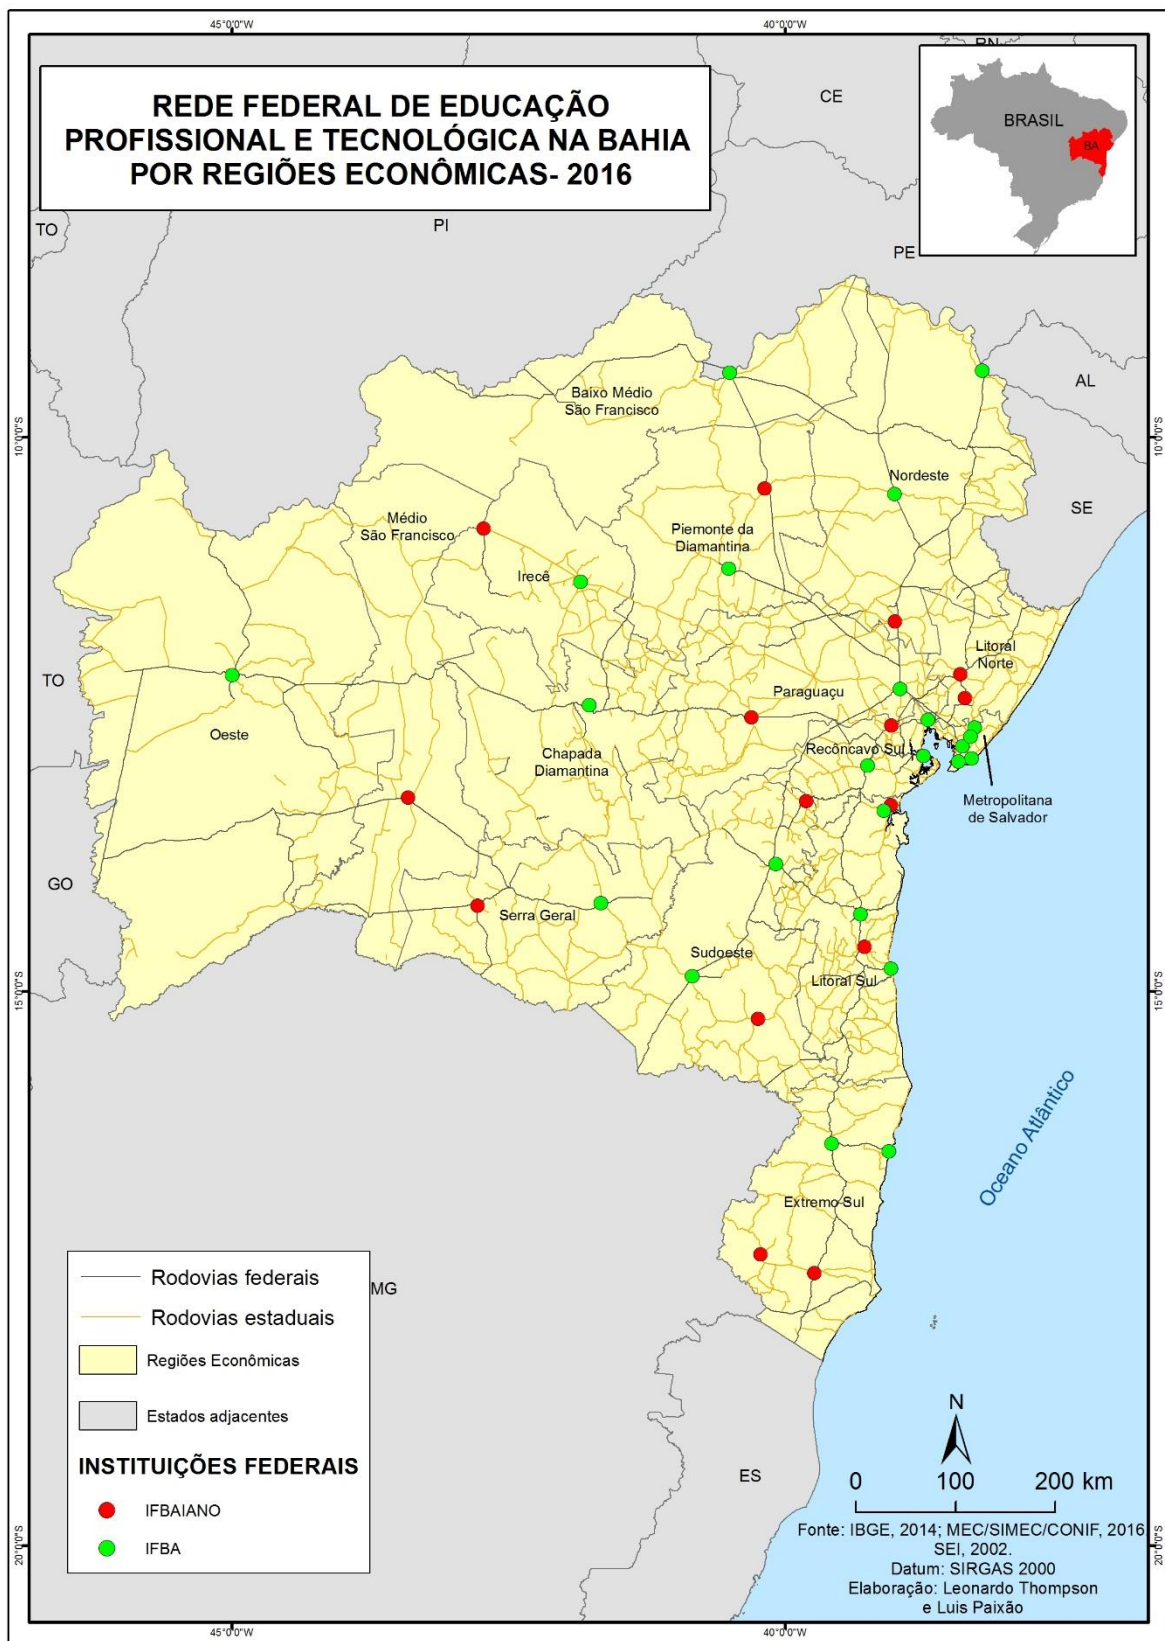 45°0'0"W
40°0'0"W
REDE FEDERAL DE EDUCAÇÃO
PROFISSIONAL E TECNOLÓGICA NA BAHIA
POR REGIÕES ECONÔMICAS- 2016
RN
CE
BRASIL
BA
TO
PI
PE
AL
Baixo Médio
São Francisco
10°0'0"S
10°0'0"S
Nordeste
SE
Médio
São Francisco
Piemonte da
Diamantina
Irecê
Litoral
Norte
TO
Paraguaçu
Oeste
Chapada
Diamantina
Recôncavo Sul
Metropolitana
de Salvador
GO
Serra Geral
Sudoeste
Litoral Sul
15°0'0"S
15°0'0"S
Oceano Atlântico
Extremo Sul
MG
Rodovias federais
Rodovias estaduais
Regiões Econômicas
Estados adjacentes
INSTITUIÇÕES FEDERAIS
IFBAIANO
IFBA
ES
N
0 100 200 km
Fonte: IBGE, 2014; MEC/SIMEC/CONIF, 2016
SEI, 2002.
Datum: SIRGAS 2000
Elaboração: Leonardo Thompson
e Luis Paixão
20°0'0"S
20°0'0"S
45°0'0"W
40°0'0"W